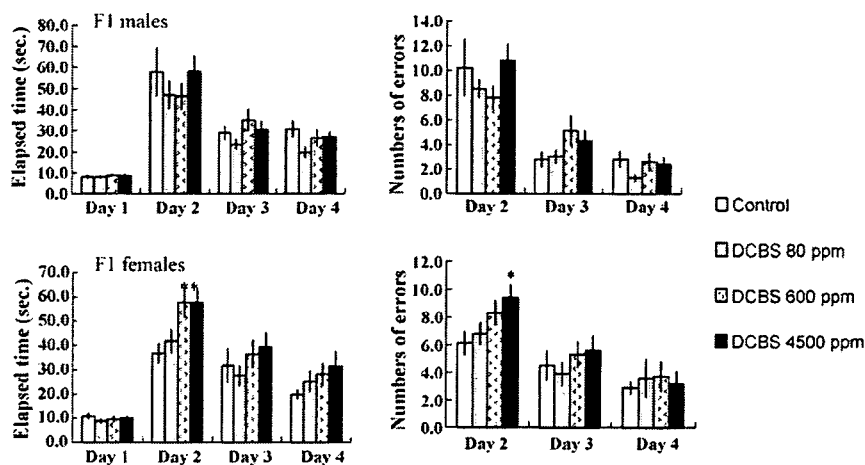 F1 males
Elapsed time (sec.)
80.0
70.0
60.0
50.0
40.0
30.0
20.0
10.0
0.0
Day 1 Day 2 Day 3 Day 4
Numbers of errors
14.0
12.0
10.0
8.0
6.0
4.0
2.0
0.0
Day 2 Day 3 Day 4
F1 females
Elapsed time (sec.)
70.0
60.0
50.0
40.0
30.0
20.0
10.0
0.0
* *
Day 1 Day 2 Day 3 Day 4
Numbers of errors
12.0
10.0
8.0
6.0
4.0
2.0
0.0
*
Day 2 Day 3 Day 4
Control
DCBS 80 ppm
DCBS 600 ppm
DCBS 4500 ppm